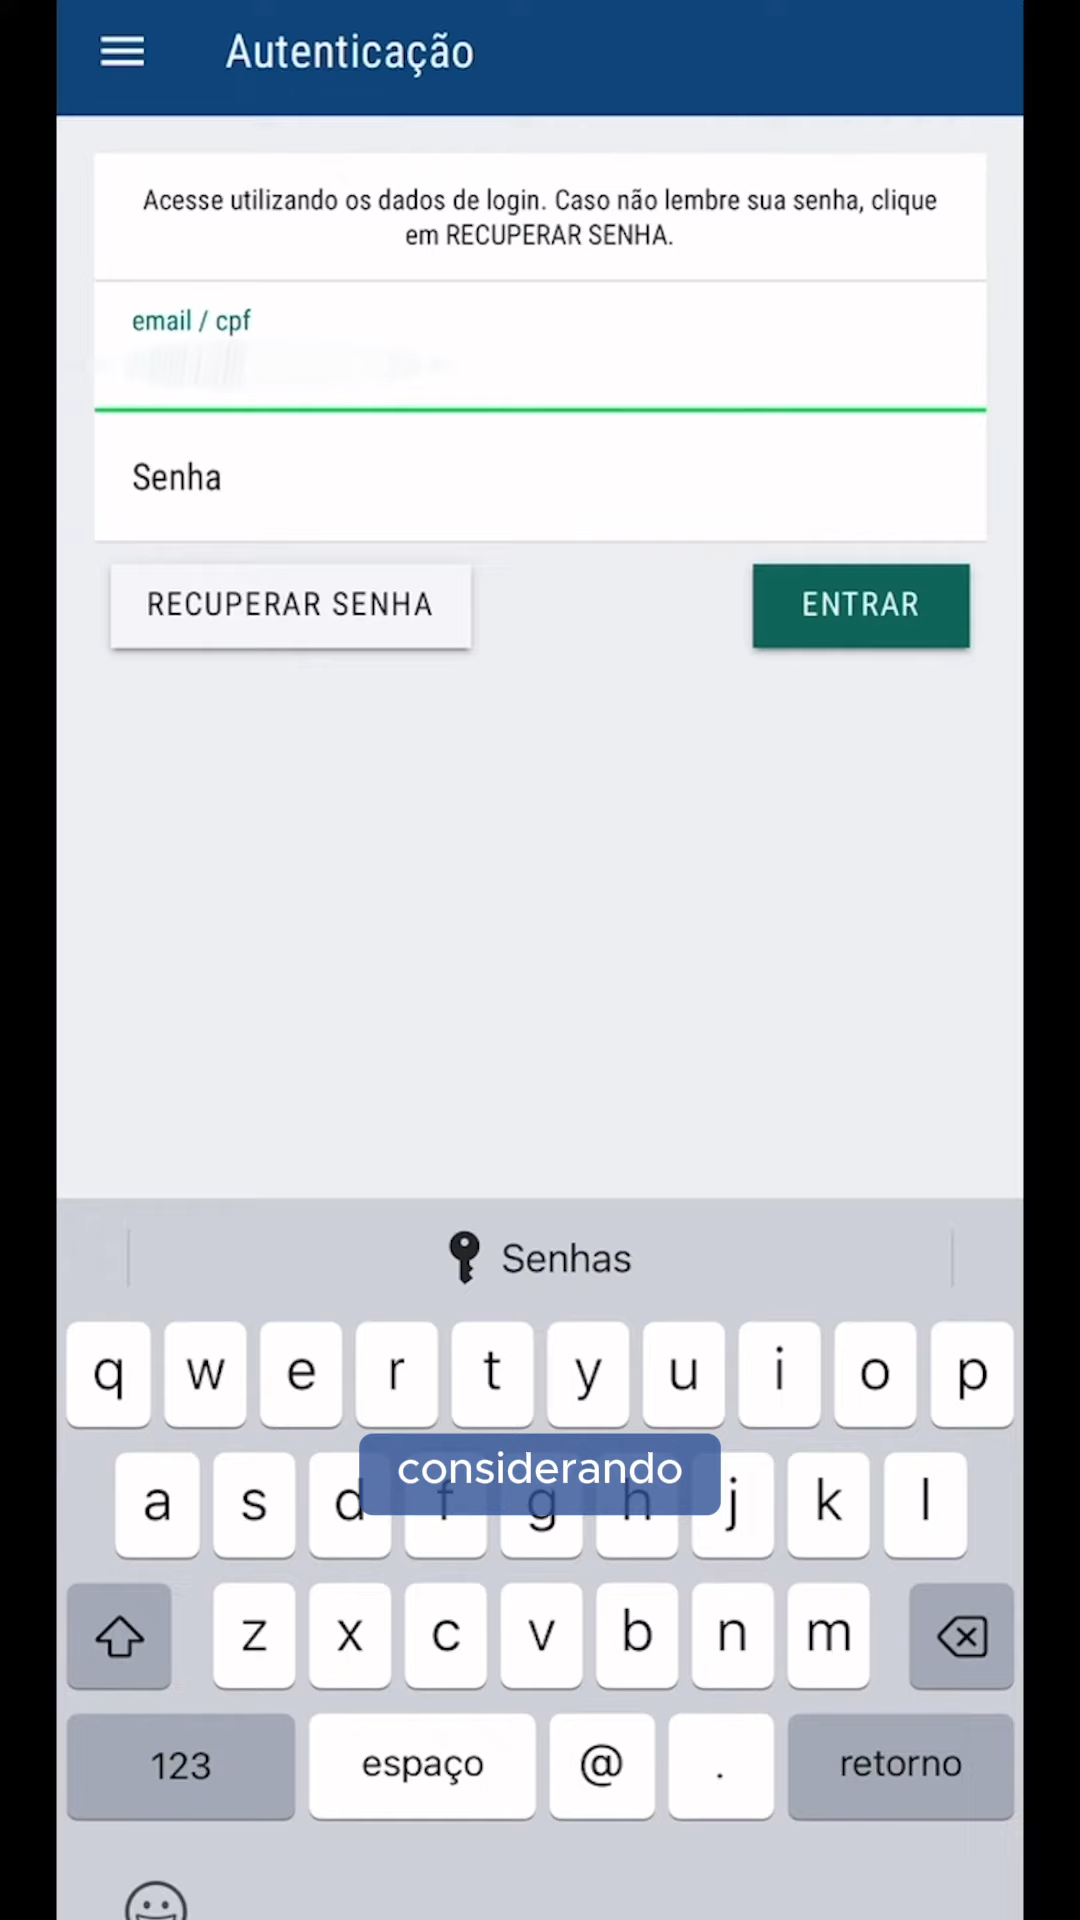 Autenticação
Acesse utilizando os dados de login. Caso não lembre sua senha, clique
em RECUPERAR SENHA.
email / cpf
Senha
RECUPERAR SENHA
ENTRAR
Senhas
q w e r t y u i o p
considerando
a s d f g h j k l
z x c v b n m
123 espaço @ . retorno